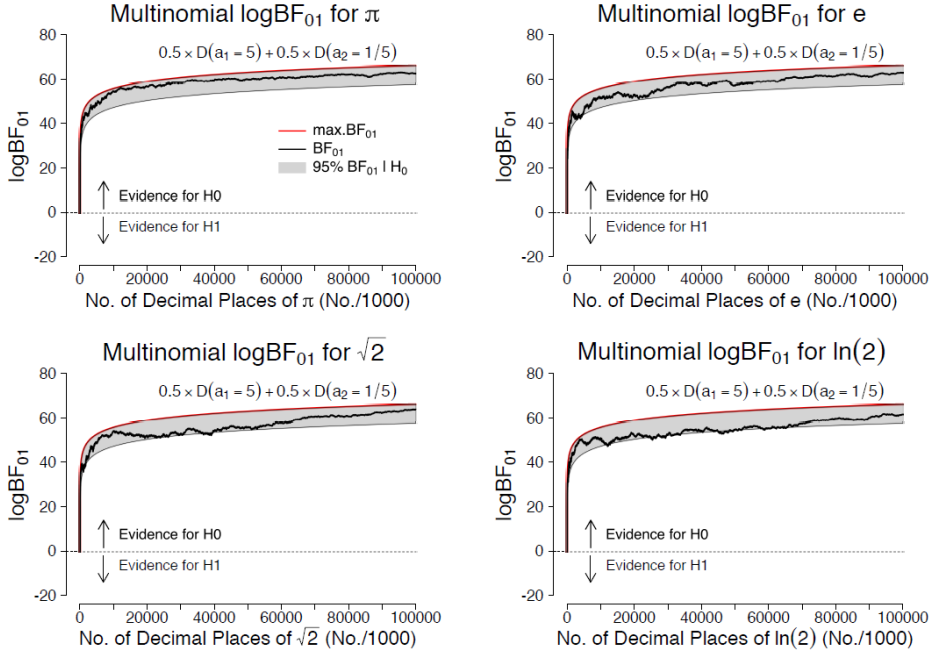 Multinomial logBF₀₁ for π
0.5 × D(a₁ = 5) + 0.5 × D(a₂ = 1/5)
max.BF₀₁
BF₀₁
95% BF₀₁ | H₀
Evidence for H0
Evidence for H1
logBF₀₁
80
60
40
20
0
-20
0 20000 40000 60000 80000 100000
No. of Decimal Places of π (No./1000)
Multinomial logBF₀₁ for e
0.5 × D(a₁ = 5) + 0.5 × D(a₂ = 1/5)
Evidence for H0
Evidence for H1
logBF₀₁
80
60
40
20
0
-20
0 20000 40000 60000 80000 100000
No. of Decimal Places of e (No./1000)
Multinomial logBF₀₁ for √2
0.5 × D(a₁ = 5) + 0.5 × D(a₂ = 1/5)
Evidence for H0
Evidence for H1
logBF₀₁
80
60
40
20
0
-20
0 20000 40000 60000 80000 100000
No. of Decimal Places of √2 (No./1000)
Multinomial logBF₀₁ for ln(2)
0.5 × D(a₁ = 5) + 0.5 × D(a₂ = 1/5)
Evidence for H0
Evidence for H1
logBF₀₁
80
60
40
20
0
-20
0 20000 40000 60000 80000 100000
No. of Decimal Places of ln(2) (No./1000)